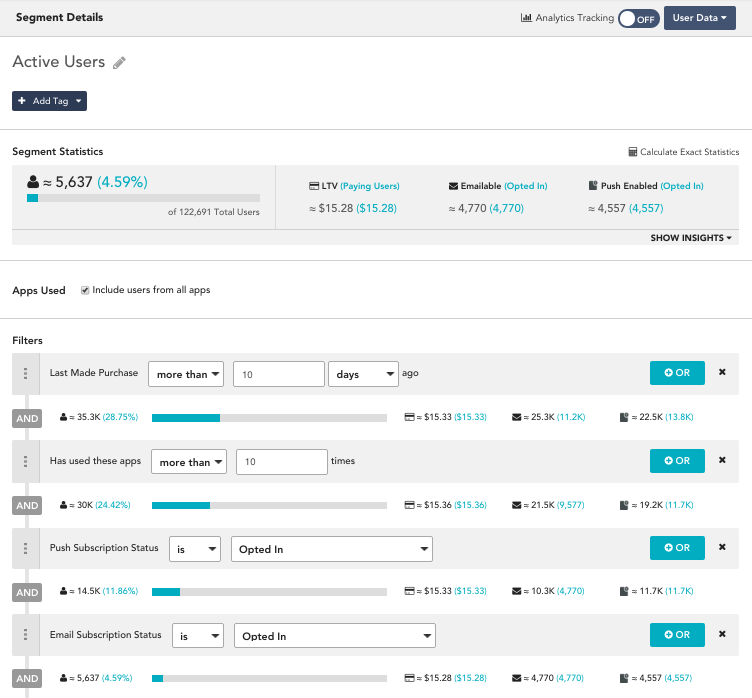 Segment Details
Analytics Tracking OFF User Data
Active Users
Add Tag
Segment Statistics Calculate Exact Statistics
≈ 5,637 (4.59%)
of 122,691 Total Users
LTV (Paying Users) Emailable (Opted In) Push Enabled (Opted In)
≈ $15.28 ($15.28) ≈ 4,770 (4,770) ≈ 4,557 (4,557)
SHOW INSIGHTS
Apps Used Include users from all apps
Filters
Last Made Purchase more than 10 days ago OR
AND ≈ 35.3K (28.75%) ≈ $15.33 ($15.33) ≈ 25.3K (11.2K) ≈ 22.5K (13.8K)
Has used these apps more than 10 times OR
AND ≈ 30K (24.42%) ≈ $15.36 ($15.36) ≈ 21.5K (9,577) ≈ 19.2K (11.7K)
Push Subscription Status is Opted In OR
AND ≈ 14.5K (11.86%) ≈ $15.33 ($15.33) ≈ 10.3K (4,770) ≈ 11.7K (11.7K)
Email Subscription Status is Opted In OR
AND ≈ 5,637 (4.59%) ≈ $15.28 ($15.28) ≈ 4,770 (4,770) ≈ 4,557 (4,557)